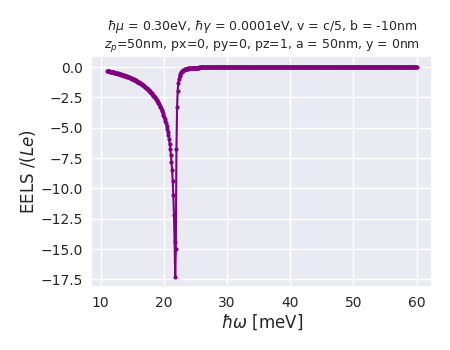 ℏμ = 0.30eV, ℏγ = 0.0001eV, v = c/5, b = -10nm
z_p=50nm, px=0, py=0, pz=1, a = 50nm, y = 0nm
EELS /(Le)
0.0
−2.5
−5.0
−7.5
−10.0
−12.5
−15.0
−17.5
10 20 30 40 50 60
ℏω [meV]